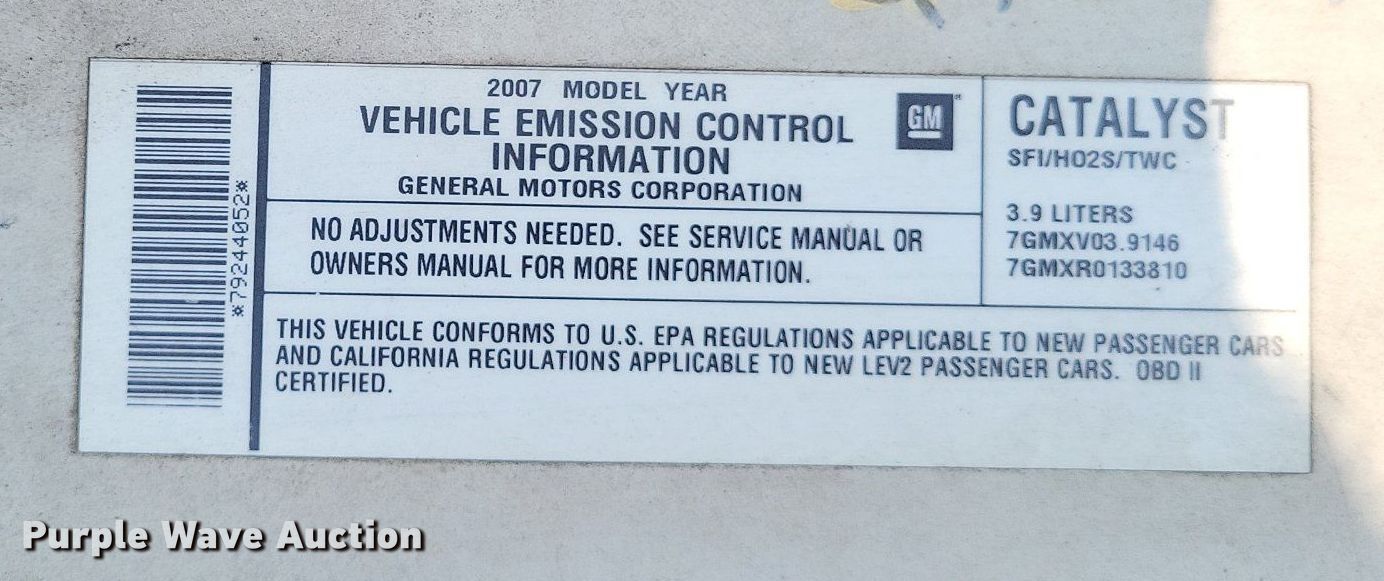 *79244052*
2007 MODEL YEAR
VEHICLE EMISSION CONTROL
INFORMATION
GENERAL MOTORS CORPORATION
GM
NO ADJUSTMENTS NEEDED. SEE SERVICE MANUAL OR
OWNERS MANUAL FOR MORE INFORMATION.
CATALYST
SFI/HO2S/TWC
3.9 LITERS
7GMXV03.9146
7GMXR0133810
THIS VEHICLE CONFORMS TO U.S. EPA REGULATIONS APPLICABLE TO NEW PASSENGER CARS
AND CALIFORNIA REGULATIONS APPLICABLE TO NEW LEV2 PASSENGER CARS. OBD II
CERTIFIED.
Purple Wave Auction